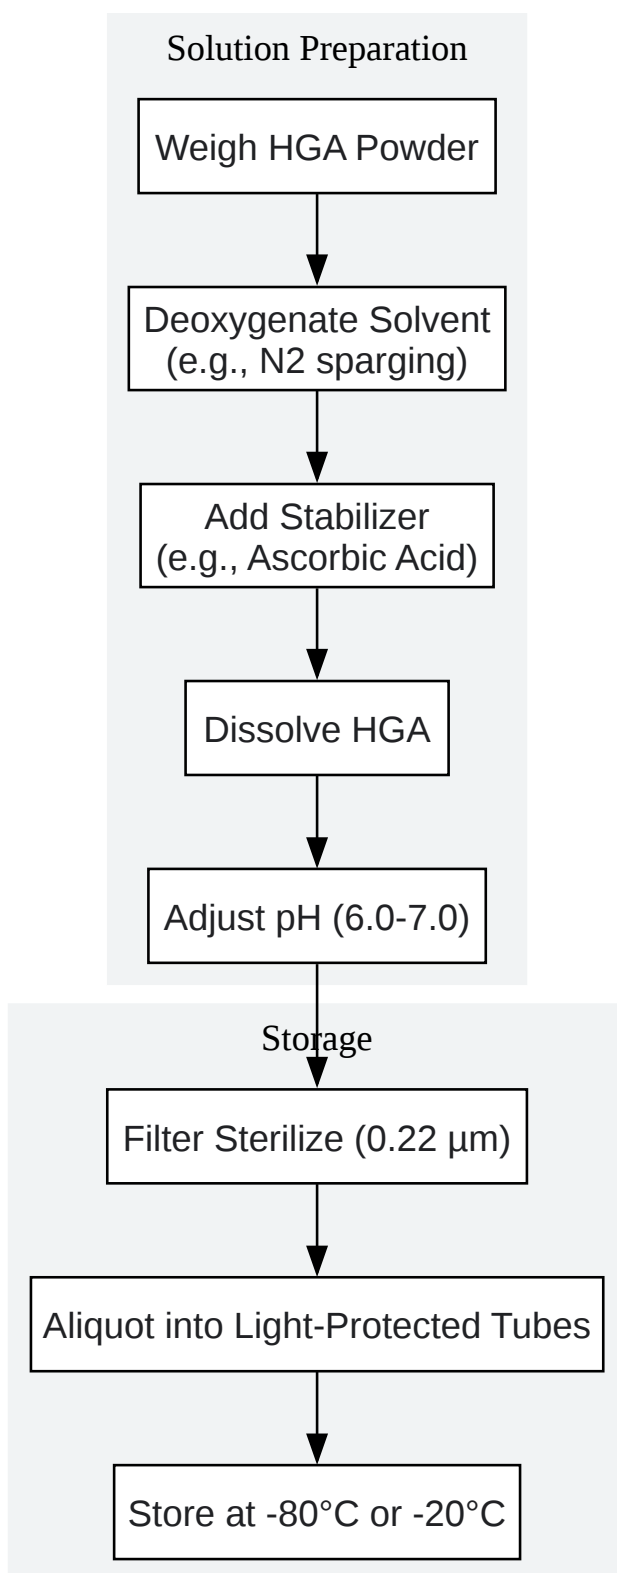 Solution Preparation
Weigh HGA Powder
Deoxygenate Solvent
(e.g., N2 sparging)
Add Stabilizer
(e.g., Ascorbic Acid)
Dissolve HGA
Adjust pH (6.0-7.0)
Storage
Filter Sterilize (0.22 µm)
Aliquot into Light-Protected Tubes
Store at -80°C or -20°C